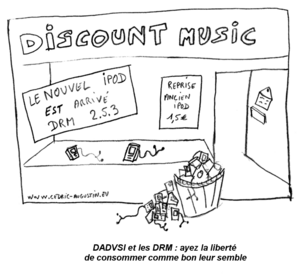 DISCOUNT MUSIC
LE NOUVEL IPOD
EST ARRIVÉ
DRM 2.5.3
REPRISE
ANCIEN
IPOD
1,5€
WWW.CEDRIC-AUGUSTIN.EU
DADVSI et les DRM : ayez la liberté
de consommer comme bon leur semble